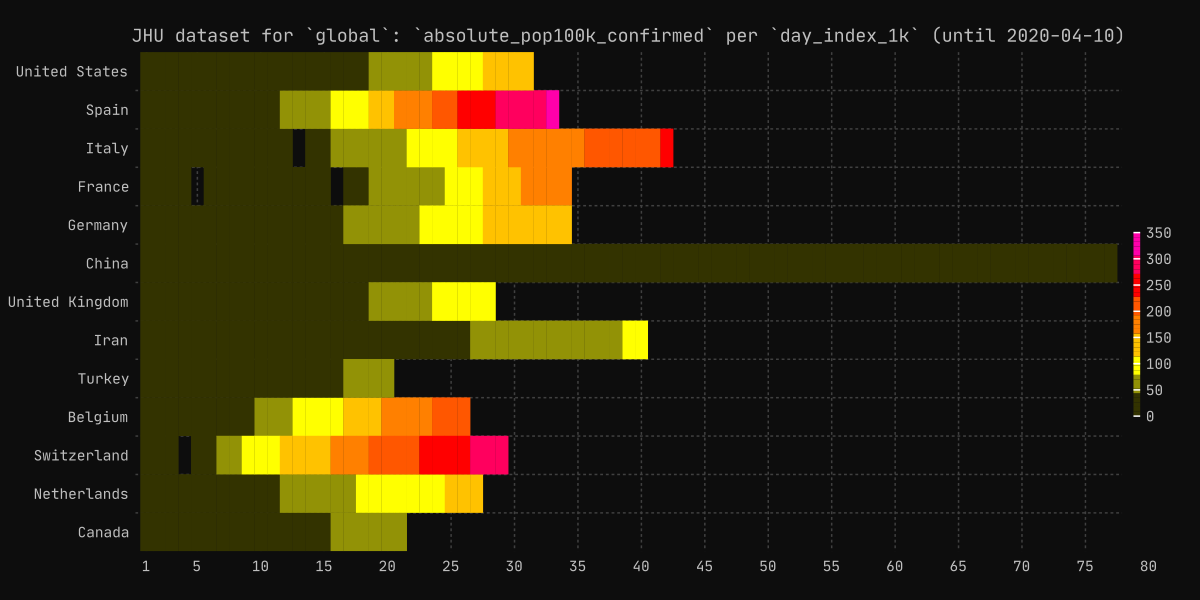 JHU dataset for `global`: `absolute_pop100k_confirmed` per `day_index_1k` (until 2020-04-10)
United States
Spain
Italy
France
Germany
China
United Kingdom
Iran
Turkey
Belgium
Switzerland
Netherlands
Canada
350
300
250
200
150
100
50
0
1 5 10 15 20 25 30 35 40 45 50 55 60 65 70 75 80